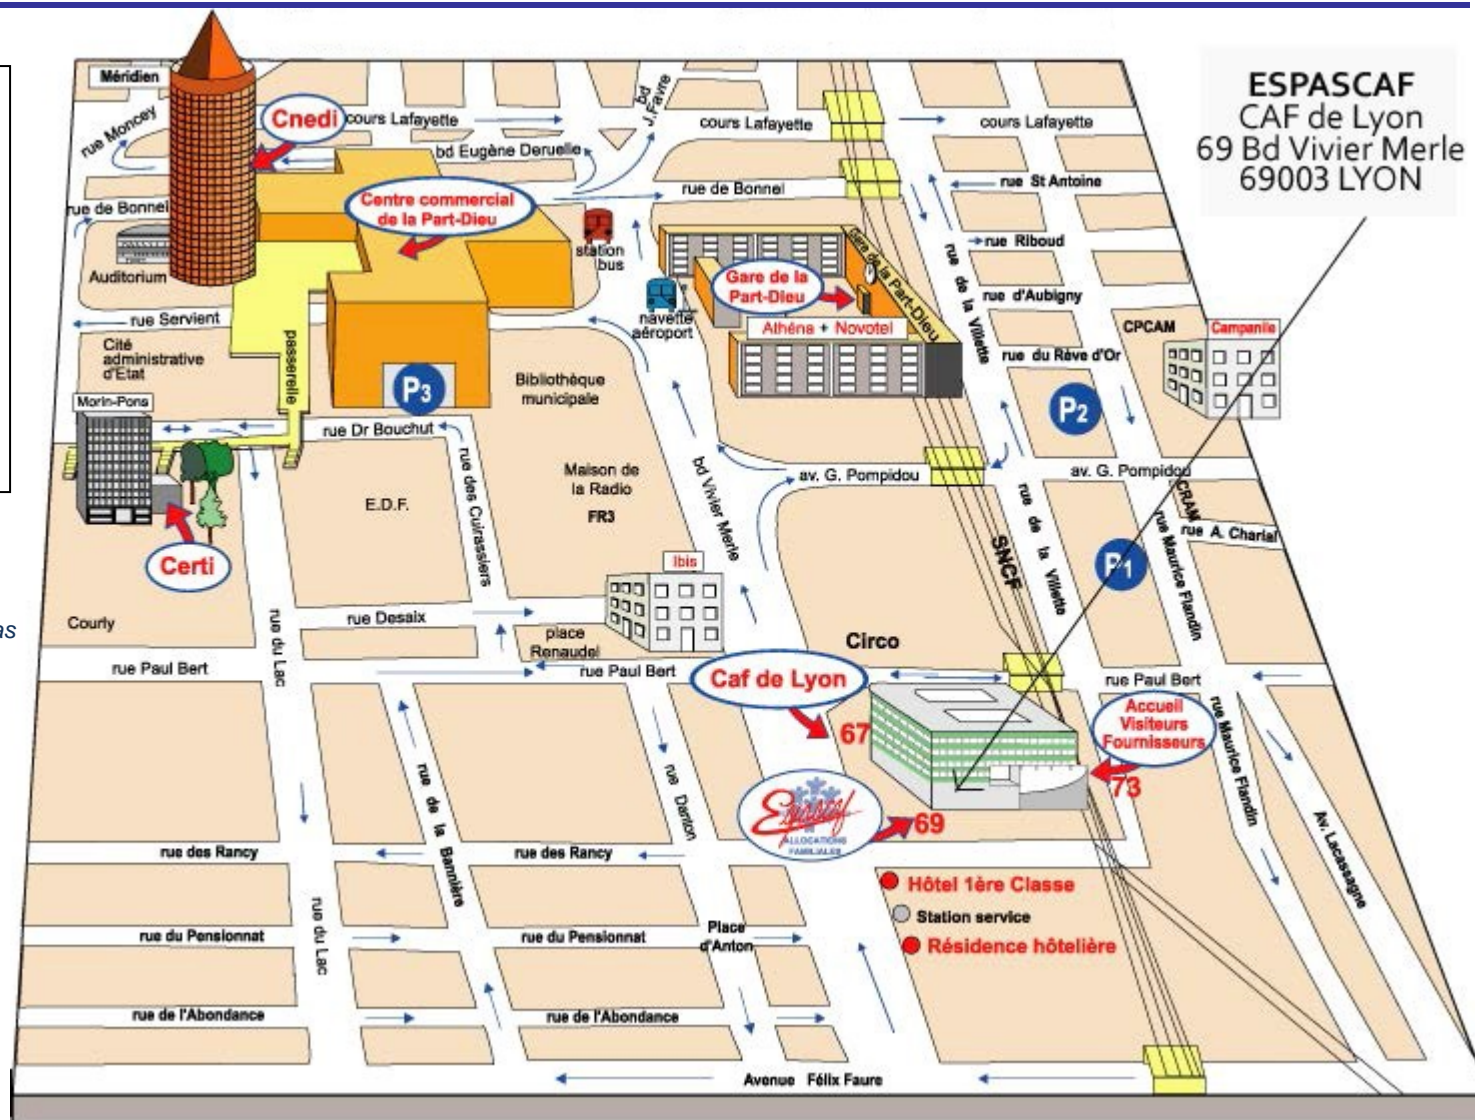 ESPASCAF
CAF de Lyon
69 Bd Vivier Merle
69003 LYON
Méridien
bd
J.Favre
rue Moncey
Cnedi
cours Lafayette
cours Lafayette
cours Lafayette
bd Eugène Deruelle
rue de Bonnel
rue St Antoine
Centre commercial
de la Part-Dieu
rue de Bonnel
station
bus
rue Riboud
Auditorium
Gare de la Part-Dieu
Gare de la
Part-Dieu
rue de la Villette
rue d'Aubigny
navette
aéroport
rue Servient
Athéna + Novotel
CPCAM
Campanile
Cité
administrative
d'Etat
passerelle
rue du Rêve d'Or
P3
Bibliothèque
municipale
P2
Morin-Pons
rue Dr Bouchut
rue des Cuirassiers
Maison de
la Radio
FR3
bd Vivier Merle
av. G. Pompidou
av. G. Pompidou
E.D.F.
CRAM
rue A. Charial
rue de la Villette
rue Maurice Flandin
SNCF
P1
Certi
Ibis
as
Courly
rue du Lac
rue Desaix
place
Renaudel
Circo
rue Paul Bert
rue Paul Bert
rue Paul Bert
Caf de Lyon
67
Accueil
Visiteurs
Fournisseurs
73
rue Maurice Flandin
rue de la Bannière
rue Danton
Espascaf
ALLOCATIONS
FAMILIALES
69
Av. Lacassagne
rue des Rancy
rue des Rancy
Hôtel 1ère Classe
Station service
Résidence hôtelière
rue du Lac
rue du Pensionnat
rue du Pensionnat
Place
d'Anton
rue de l'Abondance
rue de l'Abondance
Avenue Félix Faure